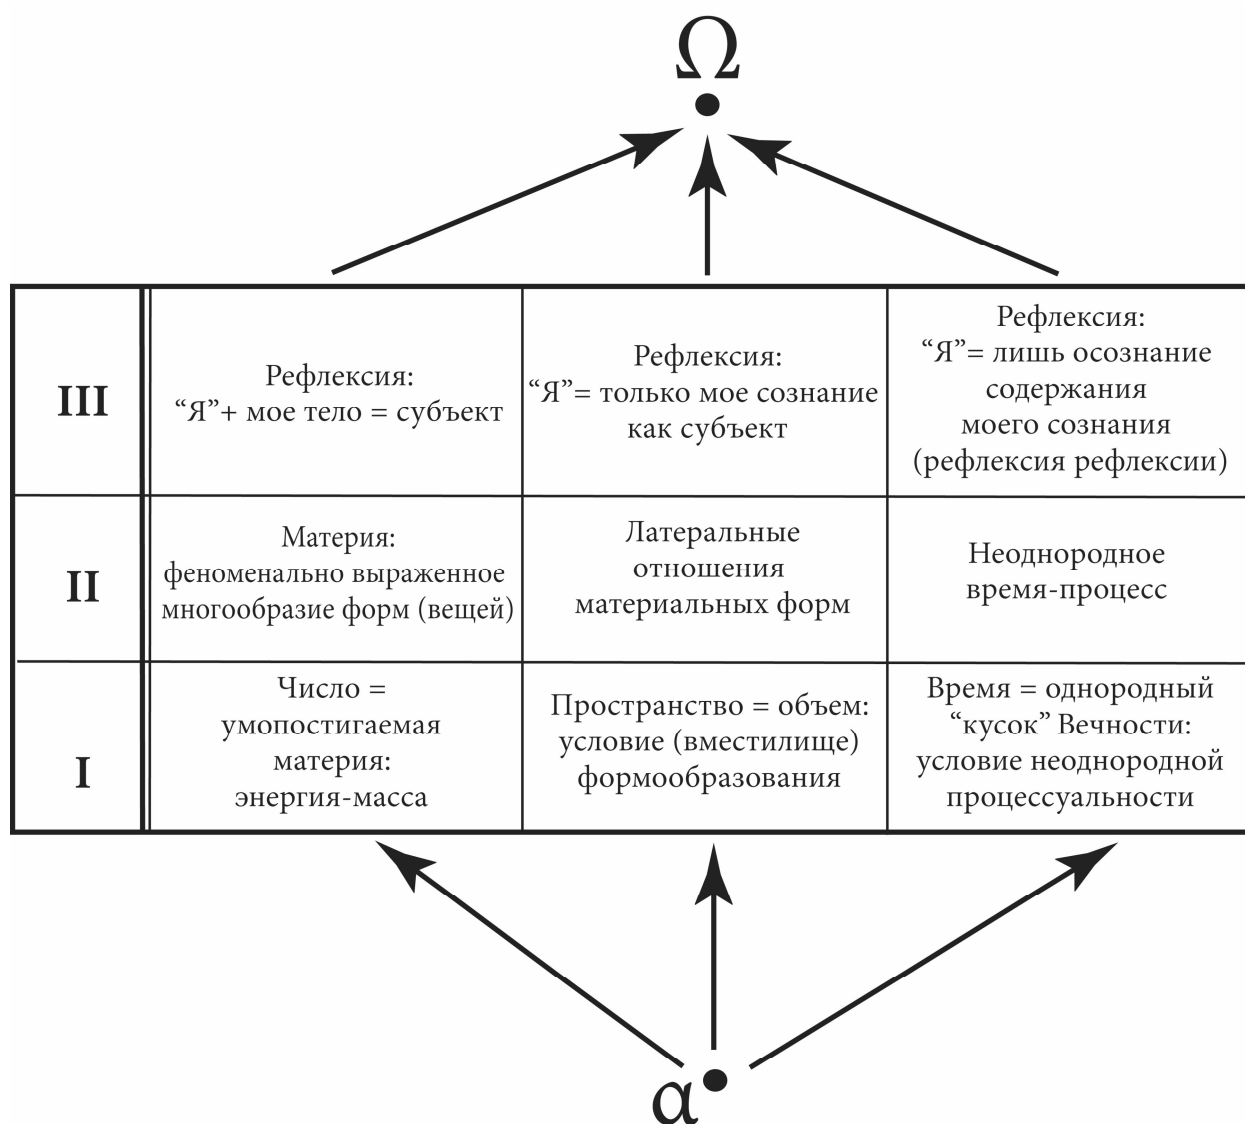 Ω
III
Рефлексия:
“Я”+ мое тело = субъект
Рефлексия:
“Я”= только мое сознание
как субъект
Рефлексия:
“Я”= лишь осознание
содержания
моего сознания
(рефлексия рефлексии)
II
Материя:
феноменально выраженное
многообразие форм (вещей)
Латеральные
отношения
материальных форм
Неоднородное
время-процесс
I
Число =
умопостигаемая
материя:
энергия-масса
Пространство = объем:
условие (вместилище)
формообразования
Время = однородный
“кусок” Вечности:
условие неоднородной
процессуальности
α